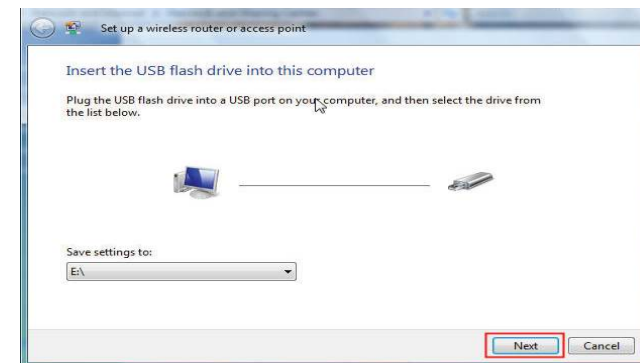 Set up a wireless router or access point
Insert the USB flash drive into this computer
Plug the USB flash drive into a USB port on your computer, and then select the drive from
the list below.
Save settings to:
E:\
Next
Cancel